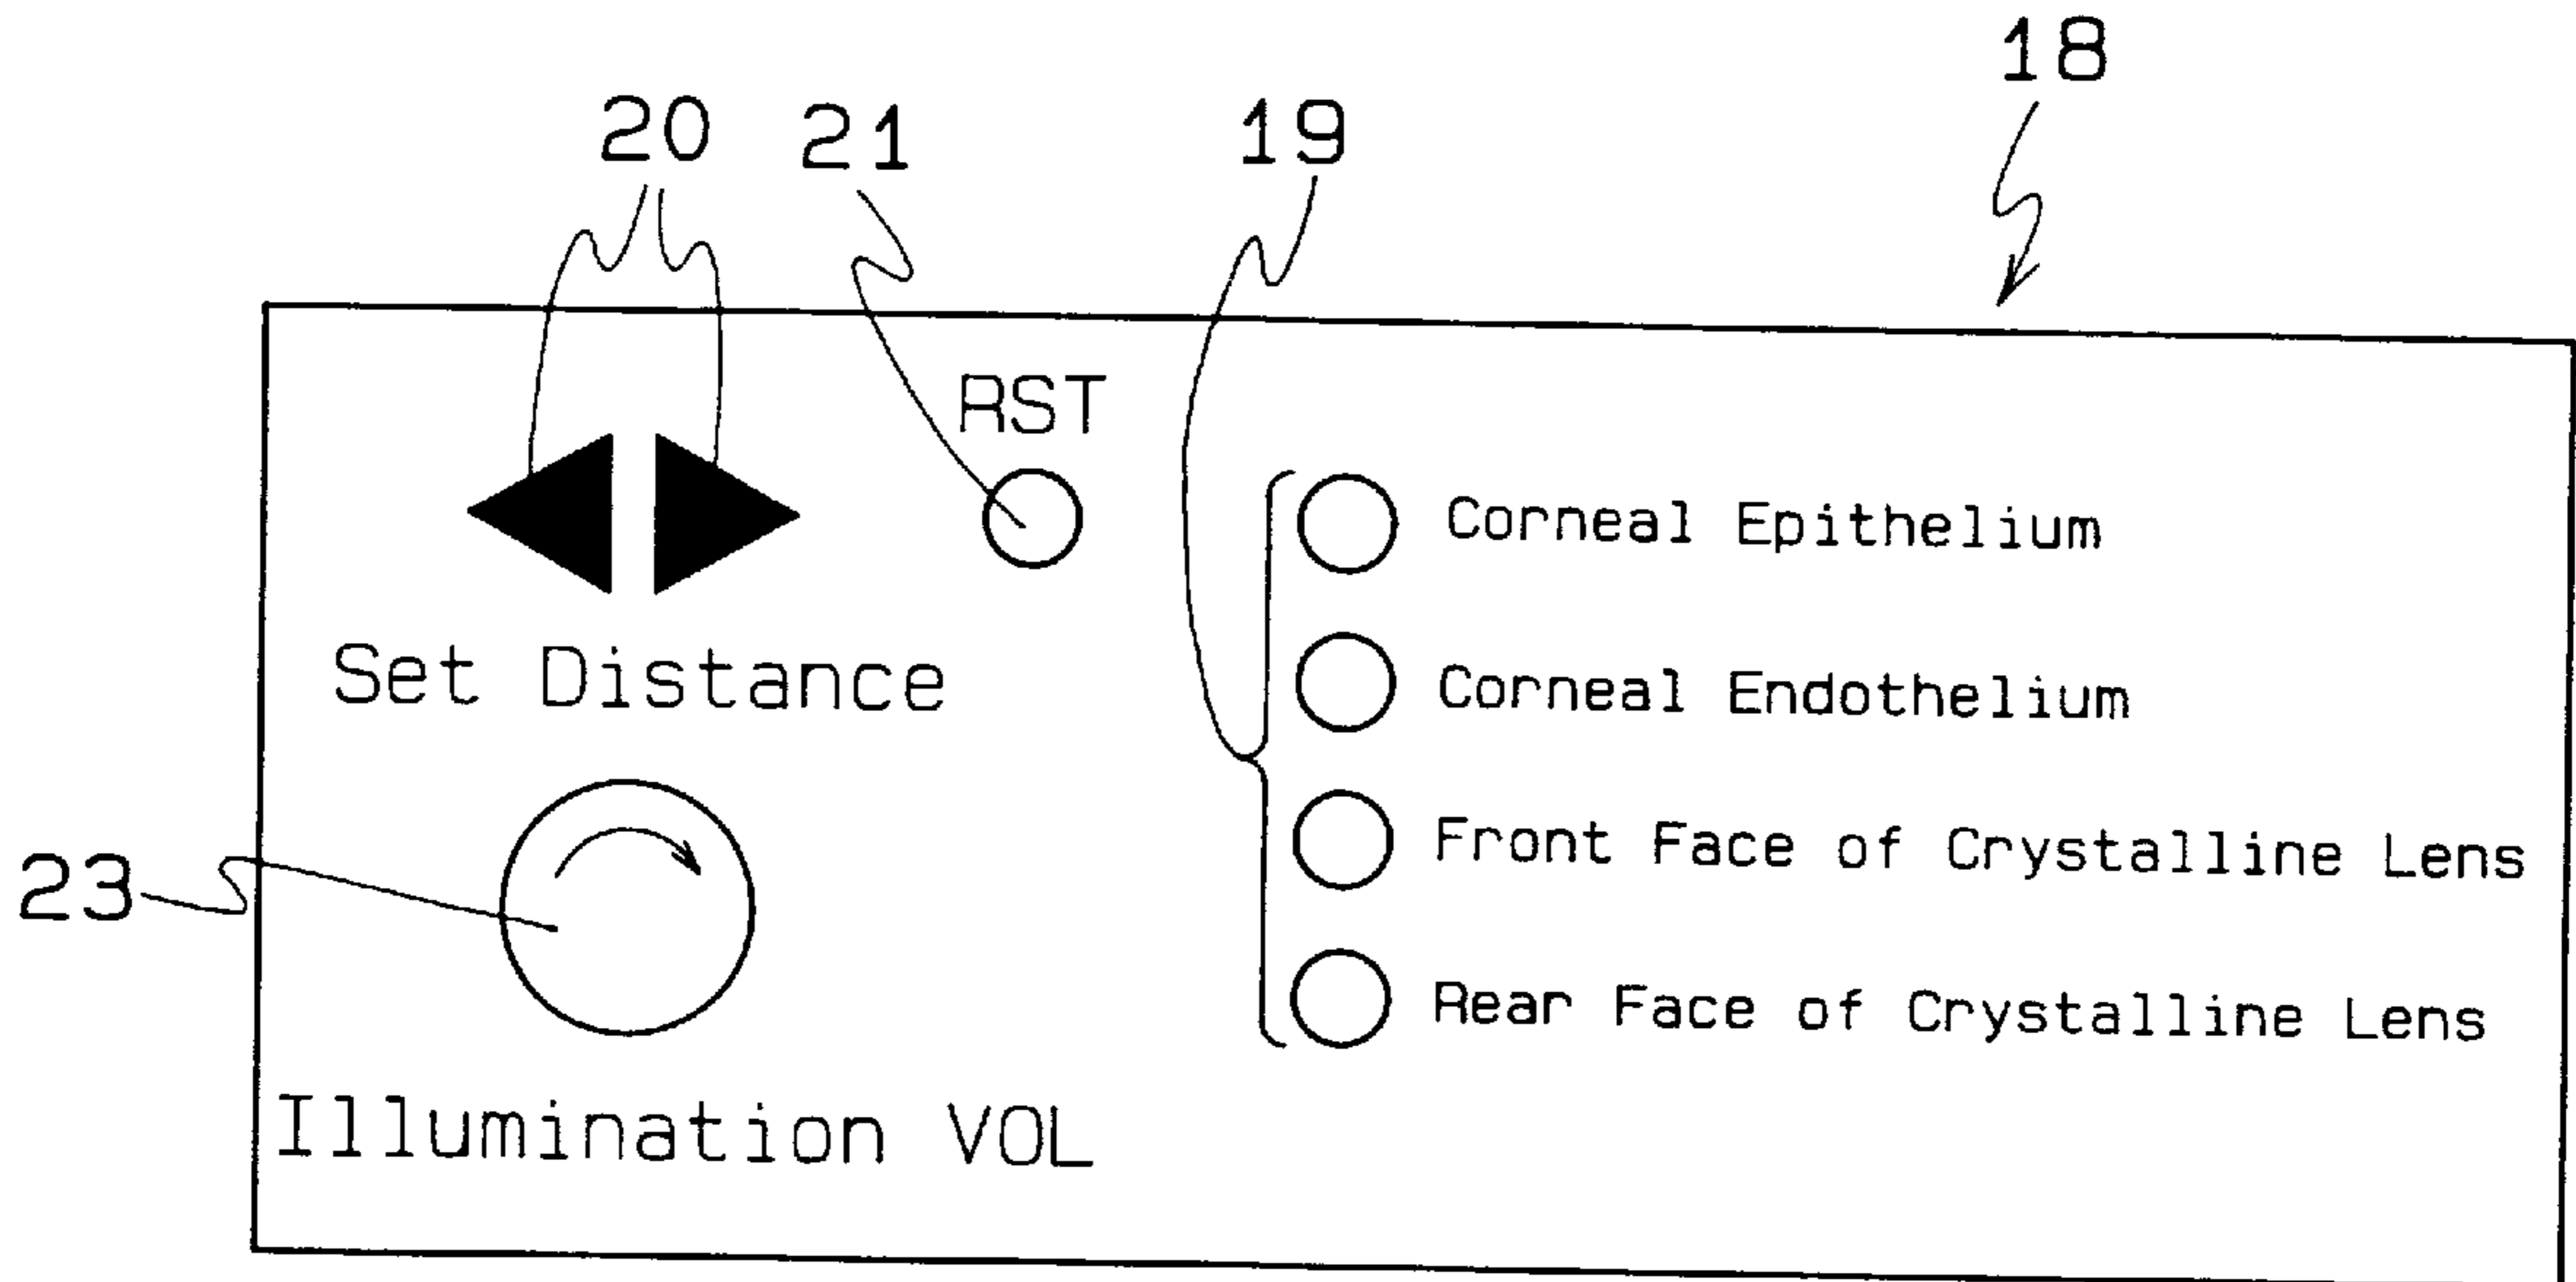 18
20 21 19
RST
Corneal Epithelium
Set Distance
Corneal Endothelium
Front Face of Crystalline Lens
23
Rear Face of Crystalline Lens
Illumination VOL